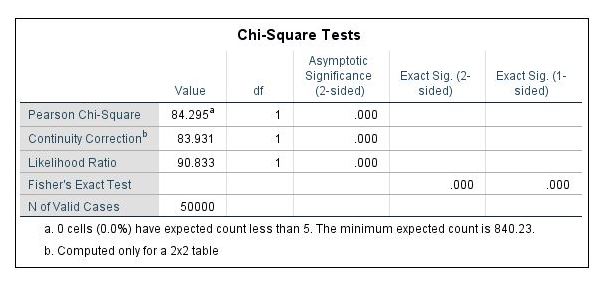 Chi-Square Tests
Value df Asymptotic Significance (2-sided) Exact Sig. (2-sided) Exact Sig. (1-sided)
Pearson Chi-Square 84.295a 1 .000
Continuity Correctionb 83.931 1 .000
Likelihood Ratio 90.833 1 .000
Fisher's Exact Test .000 .000
N of Valid Cases 50000
a. 0 cells (0.0%) have expected count less than 5. The minimum expected count is 840.23.
b. Computed only for a 2x2 table